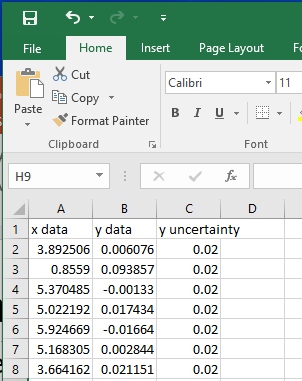 File Home Insert Page Layout
Cut
Copy
Paste
Format Painter
Calibri 11
B I U
Clipboard Font
H9 fx
A B C D
1 x data y data y uncertainty
2 3.892506 0.006076 0.02
3 0.8559 0.093857 0.02
4 5.370485 -0.00133 0.02
5 5.022192 0.017434 0.02
6 5.924669 -0.01664 0.02
7 5.168305 0.002844 0.02
8 3.664162 0.021151 0.02